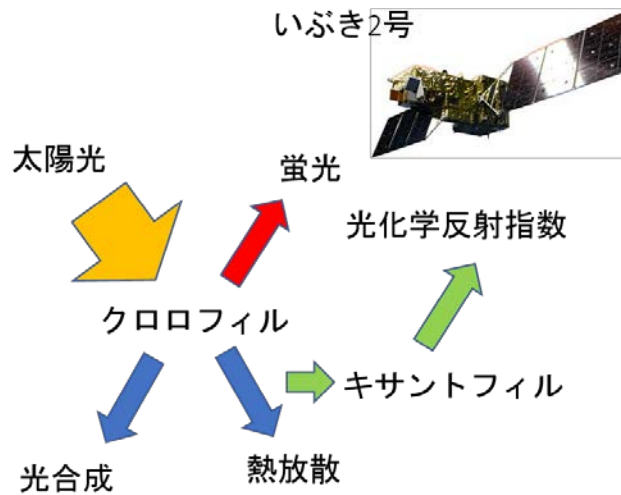 いぶき2号
太陽光
蛍光
光化学反射指数
クロロフィル
キサントフィル
光合成
熱放散